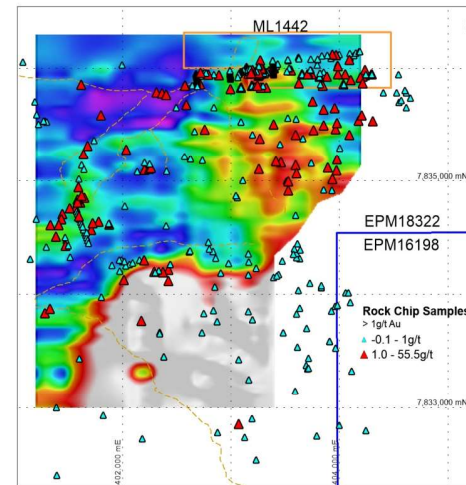 ML1442
7,835,000 mN
EPM18322
EPM16198
Rock Chip Samples
> 1g/t Au
-0.1 - 1g/t
1.0 - 55.5g/t
7,833,000 mN
402,000 mE
404,000 mE